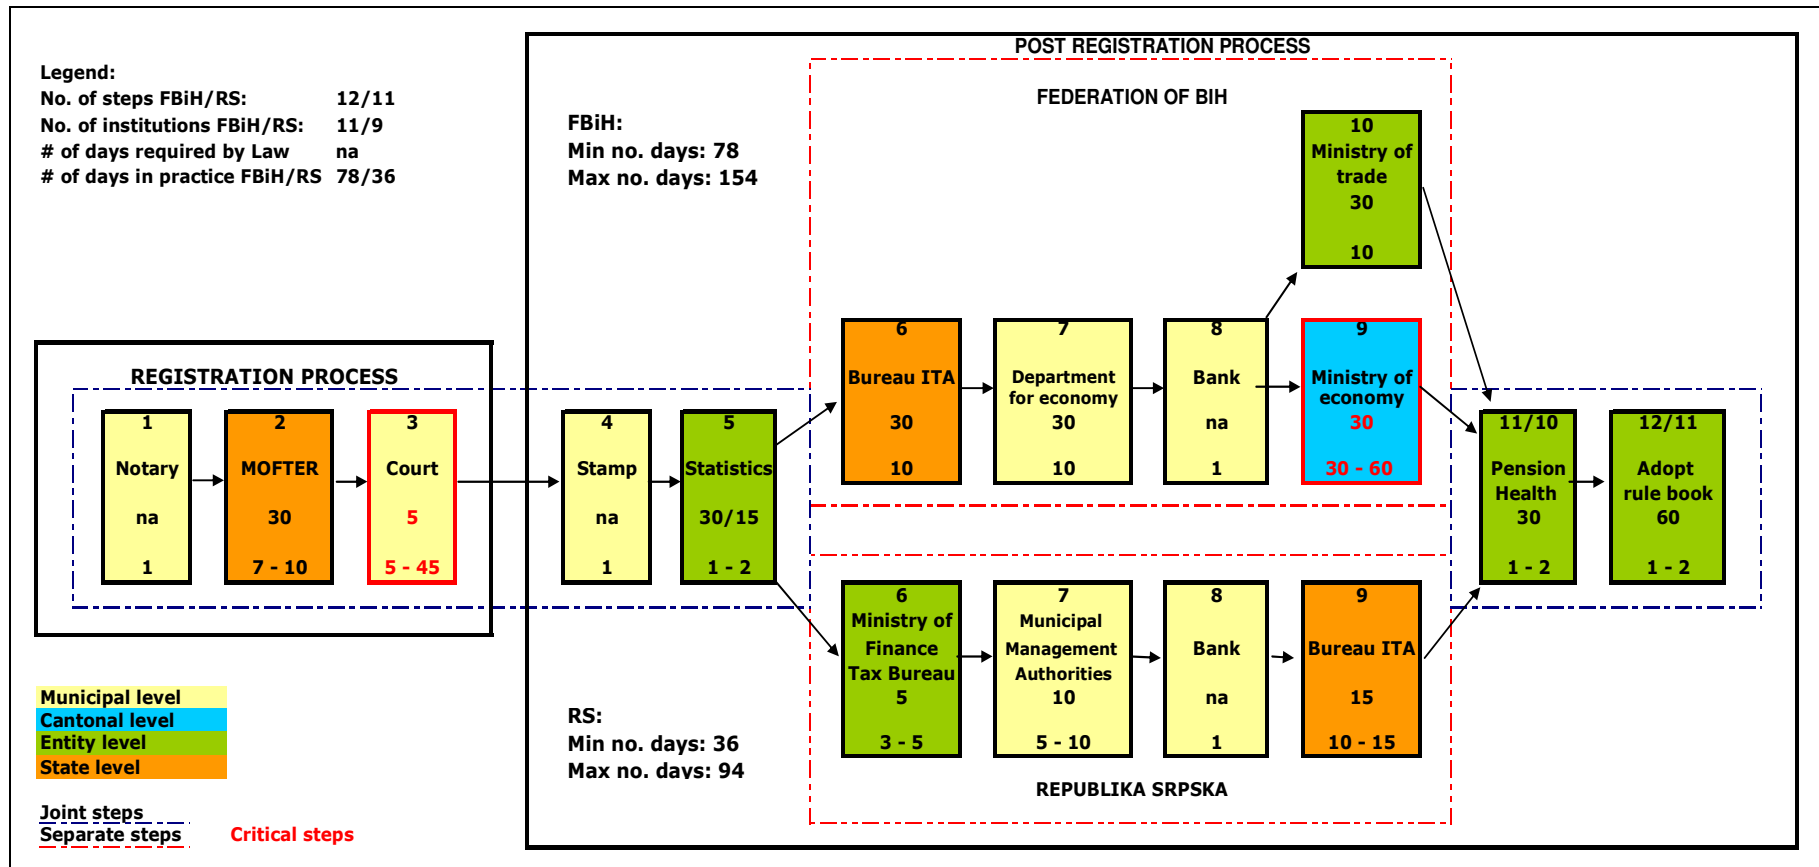 POST REGISTRATION PROCESS
Legend:
No. of steps FBiH/RS: 12/11
No. of institutions FBiH/RS: 11/9
# of days required by Law na
# of days in practice FBiH/RS 78/36
FBiH:
Min no. days: 78
Max no. days: 154
FEDERATION OF BIH
10
Ministry of
trade
30
10
REGISTRATION PROCESS
1
Notary
na
1
2
MOFTER
30
7 - 10
3
Court
5
5 - 45
4
Stamp
na
1
5
Statistics
30/15
1 - 2
6
Bureau ITA
30
10
7
Department
for economy
30
10
8
Bank
na
1
9
Ministry of
economy
30
30 - 60
11/10
Pension
Health
30
1 - 2
12/11
Adopt
rule book
60
1 - 2
6
Ministry of
Finance
Tax Bureau
5
3 - 5
7
Municipal
Management
Authorities
10
5 - 10
8
Bank
na
1
9
Bureau ITA
15
10 - 15
RS:
Min no. days: 36
Max no. days: 94
REPUBLIKA SRPSKA
Municipal level
Cantonal level
Entity level
State level
Joint steps
Separate steps Critical steps